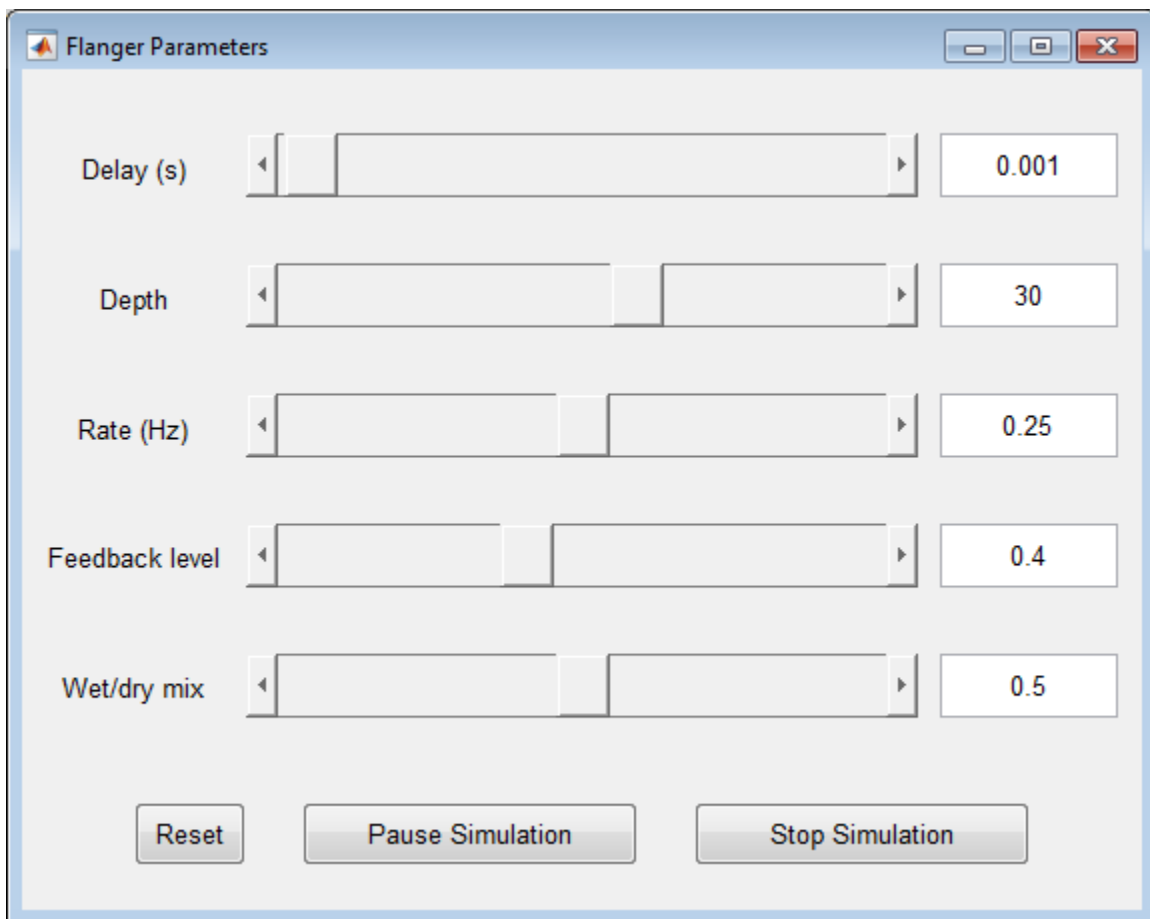 Flanger Parameters
Delay (s) 0.001
Depth 30
Rate (Hz) 0.25
Feedback level 0.4
Wet/dry mix 0.5
Reset Pause Simulation Stop Simulation